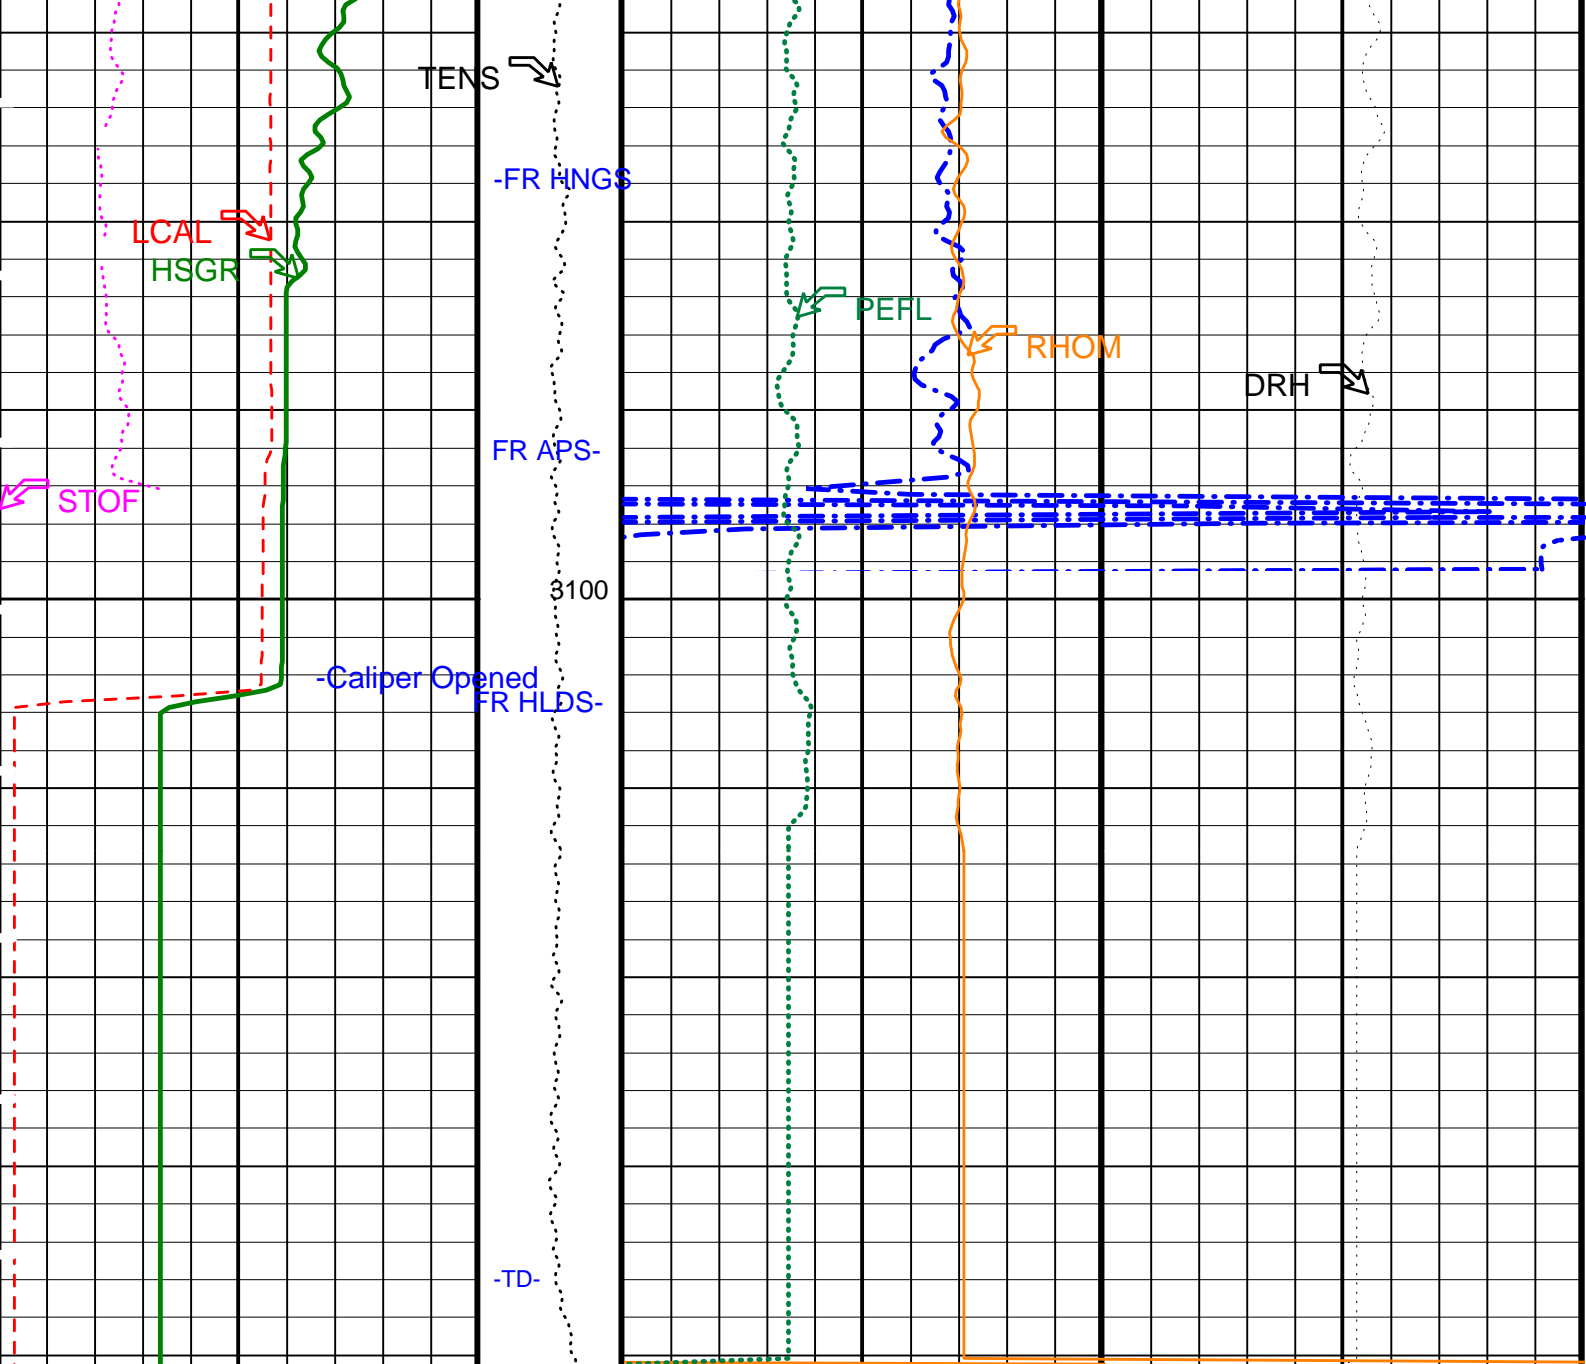 TENS
-FR HNGS
LCAL
HSGR
PEFL
RHOM
DRH
FR APS-
STOF
3100
-Caliper Opened
FR HLDS-
-TD-